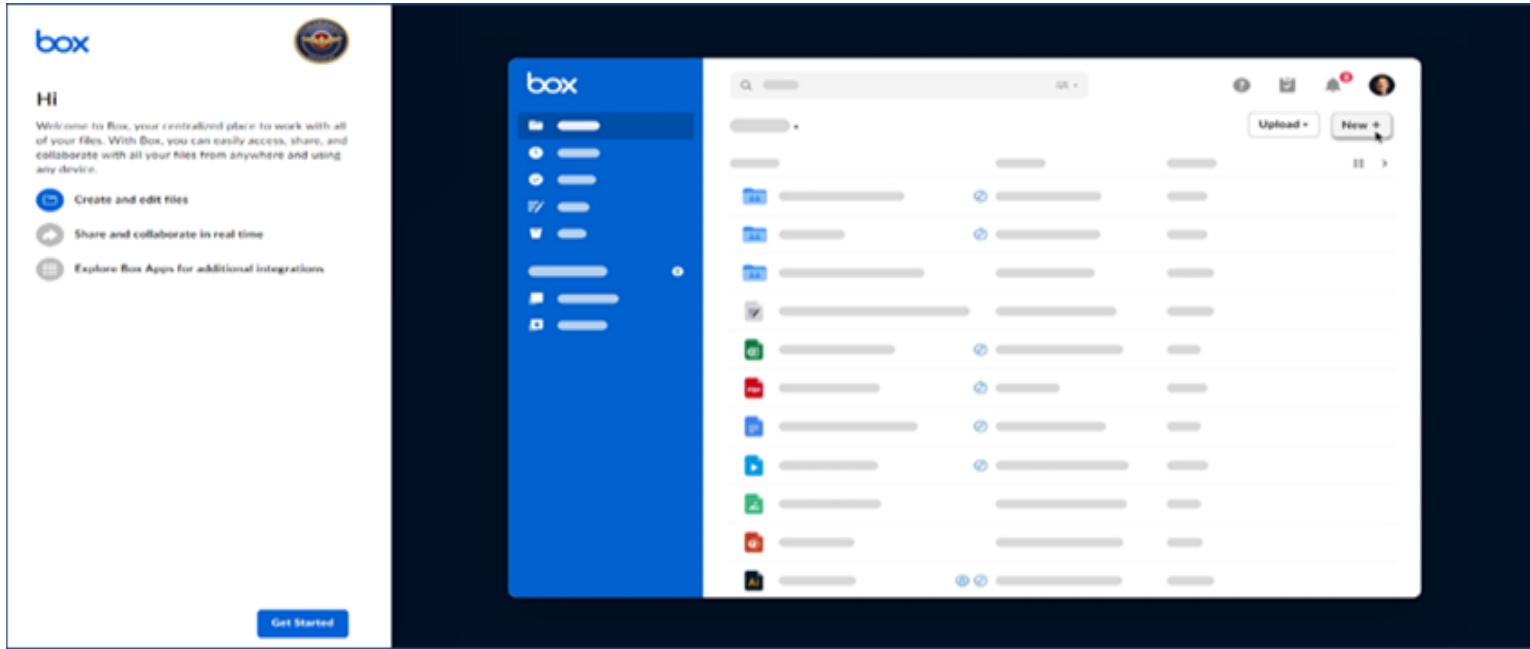 box
Hi
Welcome to Box, your centralized place to work with all
of your files. With Box, you can easily access, share, and
collaborate with all your files from anywhere and using
any device.
Create and edit files
Share and collaborate in real time
Explore Box Apps for additional integrations
Get Started
box
Upload
New +
PDF
Ai